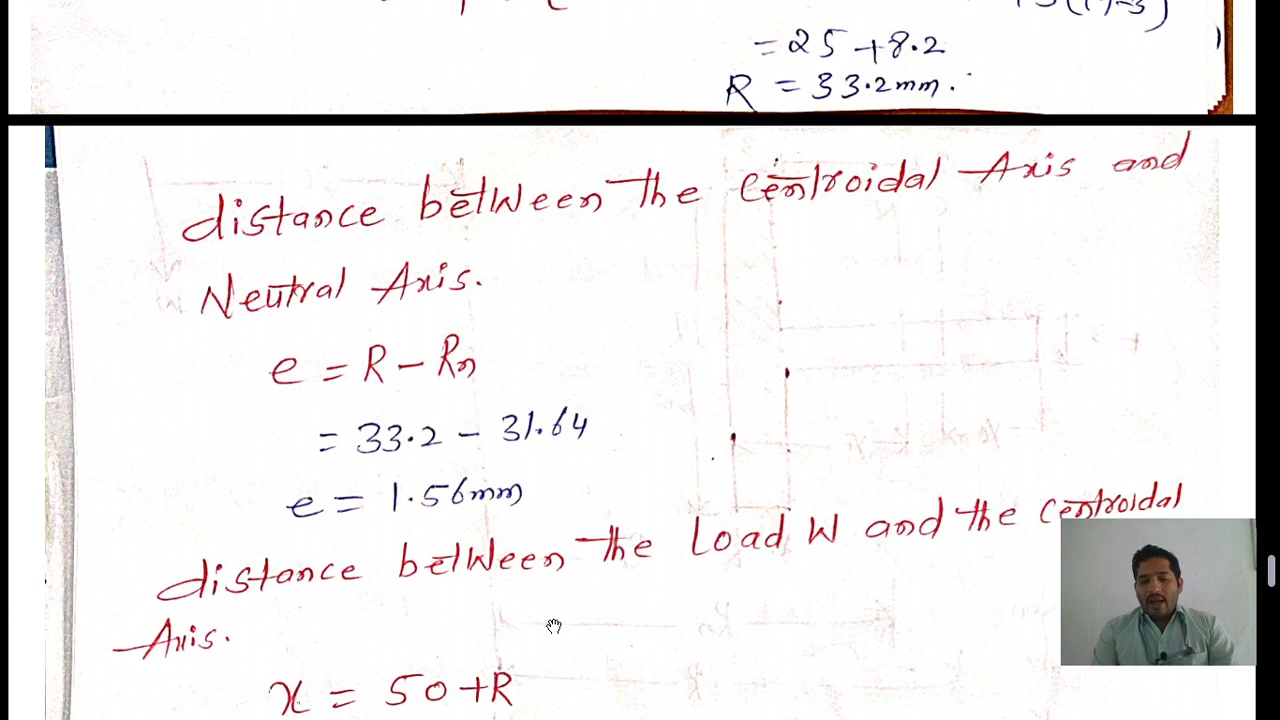 = 25 + 8.2
R = 33.2mm.
distance between the centroidal Axis and
Neutral Axis.
e = R - Rn
= 33.2 - 31.64
e = 1.56mm
distance between the Load W and the centroidal
Axis.
x = 50 + R